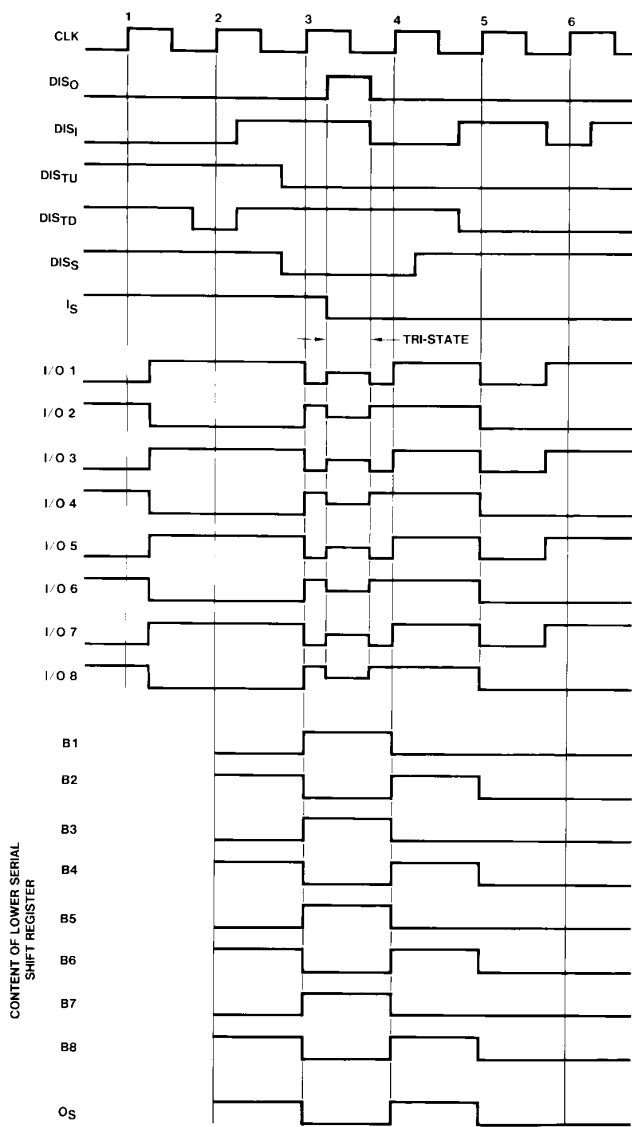 1 2 3 4 5 6
CLK
DISO
DISI
DISTU
DISTD
DISS
IS
TRI-STATE
I/O 1
I/O 2
I/O 3
I/O 4
I/O 5
I/O 6
I/O 7
I/O 8
B1
B2
B3
B4
B5
B6
B7
B8
OS
CONTENT OF LOWER SERIAL
SHIFT REGISTER